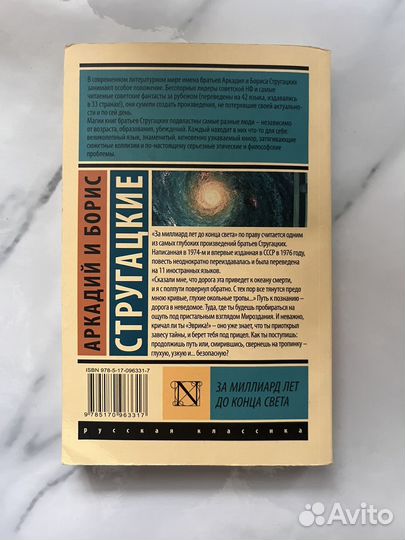 В современном литературном мире имена братьев Аркадия и Бориса Стругацких
занимают особое положение. Бесспорные лидеры советской НФ и самые
читаемые советские фантасты за рубежом (переведены на 42 языка, издавались
в 33 странах!), они сумели создать произведения, не потерявшие своей актуально-
сти и по сей день.
Магии книг братьев Стругацких подвластны самые разные люди – независимо
от возраста, образования, убеждений. Каждый находит в них что-то для себя:
великолепный язык, знаменитый, мгновенно узнаваемый юмор, затягивающие
сюжетные коллизии и по-настоящему серьезные этические и философские
проблемы.
АРКАДИЙ И БОРИС
СТРУГАЦКИЕ
«За миллиард лет до конца света» по праву считается одним
из самых глубоких произведений братьев Стругацких.
Написанная в 1974-м и впервые изданная в СССР в 1976 году,
повесть неоднократно переиздавалась и была переведена
на 11 иностранных языков.
«Сказали мне, что дорога эта приведет к океану смерти,
и я с полпути повернул обратно. С тех пор все тянутся предо
мною кривые, глухие окольные тропы...» Путь к познанию –
дорога в неведомое. Туда, где ты будешь пробираться на
ощупь под пристальным взглядом Мироздания. И неважно,
кричал ли ты «Эврика!» – оно уже знает, что ты приоткрыл
завесу тайны, и берет тебя под прицел. Как ты поступишь:
продолжишь путь или, смирившись, свернешь на тропинку –
глухую, узкую и... безопасную?
ISBN 978-5-17-096331-7
9 785170 963317
N
ЗА МИЛЛИАРД ЛЕТ
ДО КОНЦА СВЕТА
русская классика
Avito